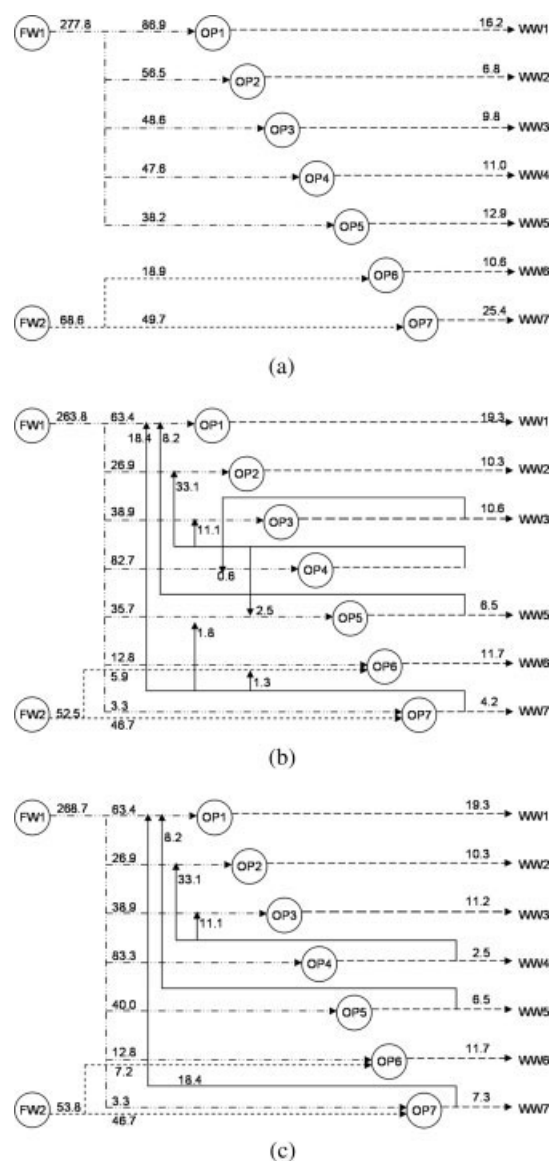 FW1 277.8 86.9 OP1 16.2 WW1
56.5 OP2 6.8 WW2
48.6 OP3 9.8 WW3
47.6 OP4 11.0 WW4
38.2 OP5 12.9 WW5
18.9 OP6 10.6 WW6
FW2 68.6 49.7 OP7 25.4 WW7
(a)
FW1 263.8 63.4 18.4 8.2 OP1 19.3 WW1
26.9 33.1 OP2 10.3 WW2
38.9 11.1 OP3 10.6 WW3
82.7 0.6 OP4
35.7 1.8 2.5 OP5 6.5 WW5
12.8 5.9 1.3 OP6 11.7 WW6
FW2 52.5 3.3 46.7 OP7 4.2 WW7
(b)
FW1 268.7 63.4 8.2 OP1 19.3 WW1
26.9 33.1 OP2 10.3 WW2
38.9 11.1 OP3 11.2 WW3
83.3 OP4 2.5 WW4
40.0 OP5 6.5 WW5
12.8 7.2 OP6 11.7 WW6
18.4
FW2 53.8 3.3 46.7 OP7 7.3 WW7
(c)